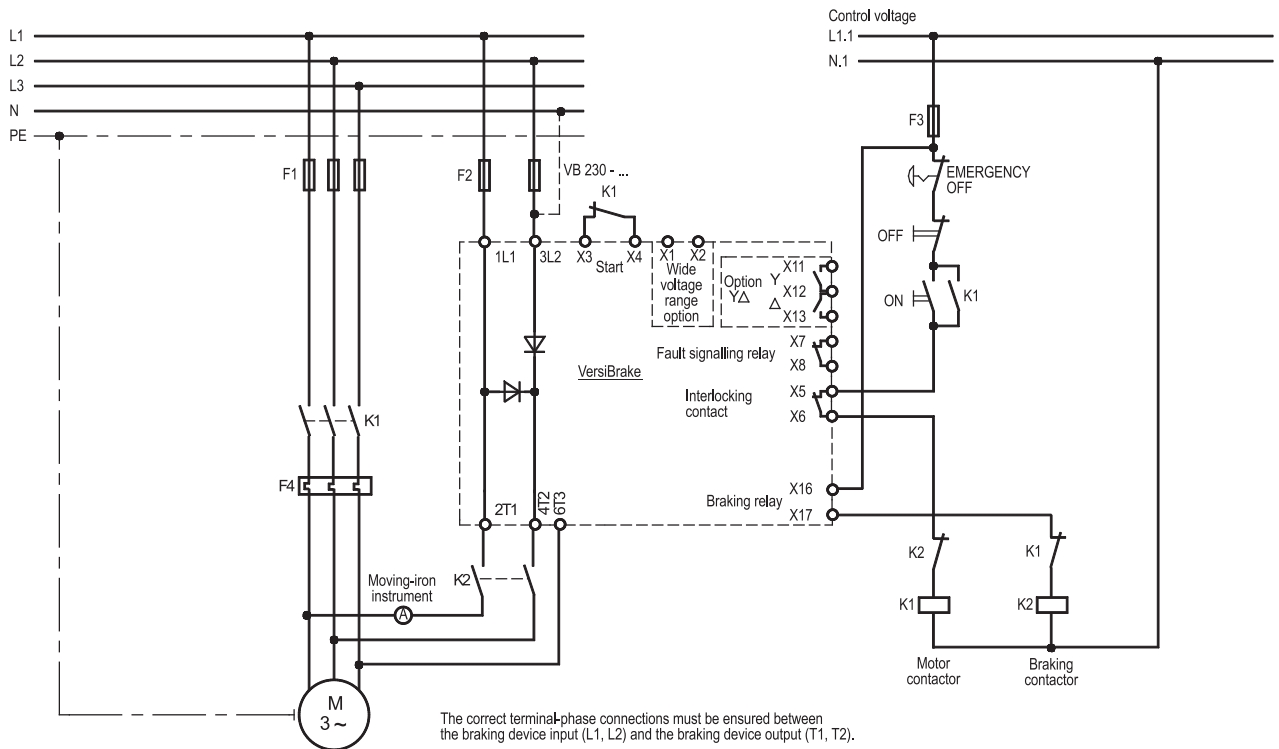 Control voltage
L1
L1.1
L2
N.1
L3
N
PE
F1
F2
VB 230 - ...
K1
F3
EMERGENCY
OFF
OFF
ON
K1
1L1
3L2
X3
X4
Start
X1
X2
Wide
voltage
range
option
Option
Y△
Y
△
X11
X12
X13
X7
Fault signalling relay
X8
VersiBrake
X5
Interlocking
contact
X6
K1
F4
X16
Braking relay
X17
2T1
4T2
6T3
K2
Moving-iron
instrument
A
K2
K1
K1
K2
Motor
contactor
Braking
contactor
M
3~
The correct terminal-phase connections must be ensured between
the braking device input (L1, L2) and the braking device output (T1, T2).